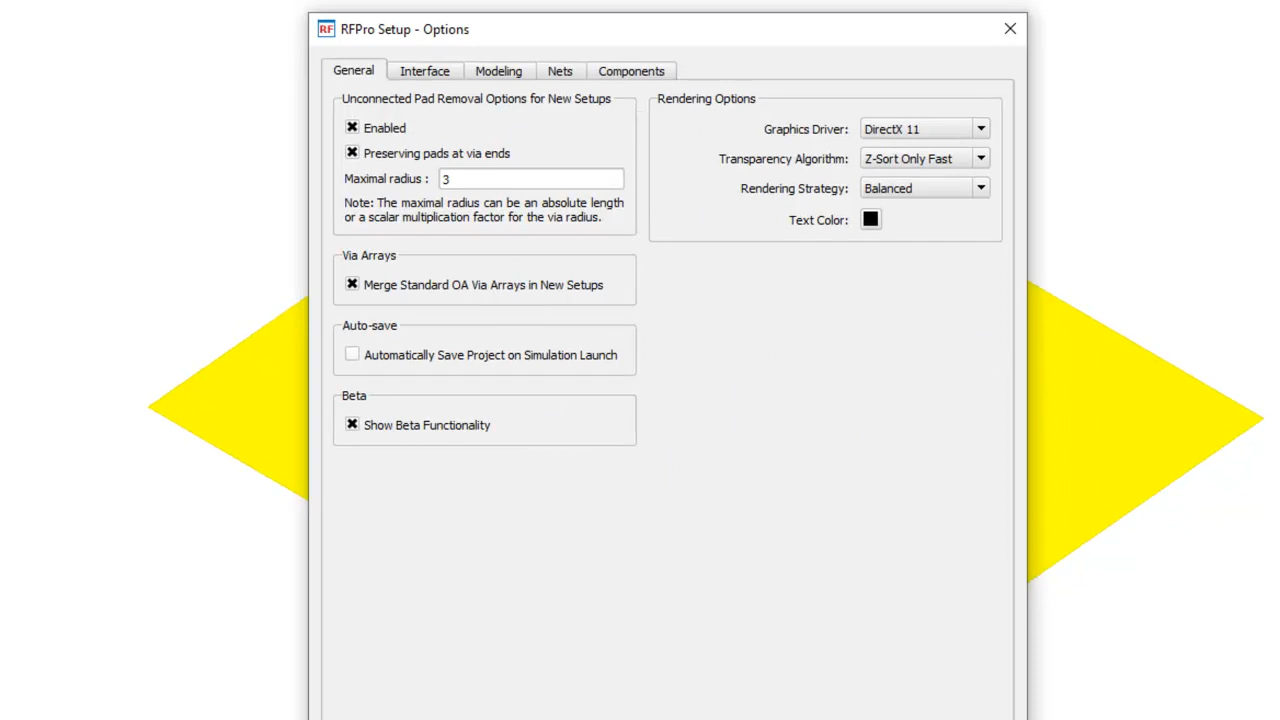 RF RFPro Setup - Options
General Interface Modeling Nets Components
Unconnected Pad Removal Options for New Setups
Enabled
Preserving pads at via ends
Maximal radius : 3
Note: The maximal radius can be an absolute length
or a scalar multiplication factor for the via radius.
Via Arrays
Merge Standard OA Via Arrays in New Setups
Auto-save
Automatically Save Project on Simulation Launch
Beta
Show Beta Functionality
Rendering Options
Graphics Driver: DirectX 11
Transparency Algorithm: Z-Sort Only Fast
Rendering Strategy: Balanced
Text Color: